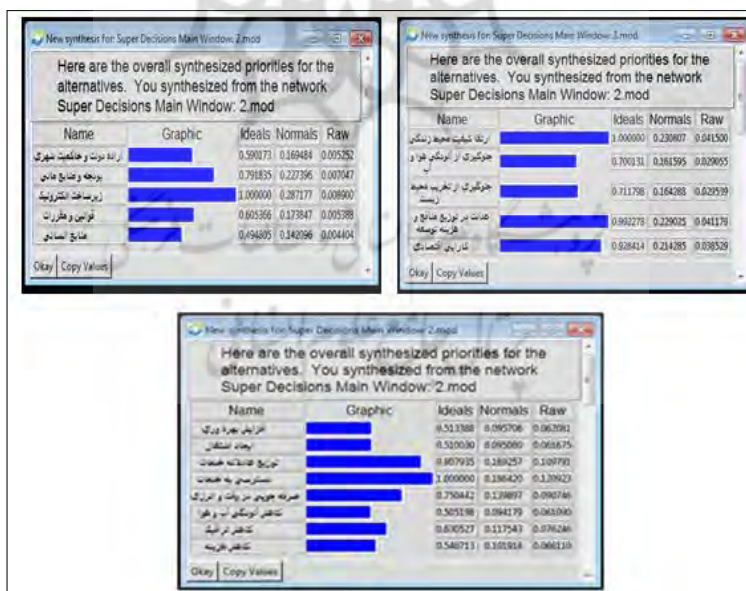 New synthesis for: Super Decisions Main Window: 2.mod
Here are the overall synthesized priorities for the
alternatives. You synthesized from the network
Super Decisions Main Window: 2.mod
Name Graphic Ideals Normals Raw
اراده دولت و حاکمیت شهری 0.590173 0.169484 0.005252
بودجه و منابع مالی 0.791835 0.227396 0.007047
زیرساخت الکترونیک 1.000000 0.287177 0.008900
قوانین و مقررات 0.605366 0.173847 0.005388
منابع انسانی 0.494805 0.142096 0.004404
Okay Copy Values
New synthesis for: Super Decisions Main Window: 2.mod
Here are the overall synthesized priorities for the
alternatives. You synthesized from the network
Super Decisions Main Window: 2.mod
Name Graphic Ideals Normals Raw
ارتقا کیفیت محیط زندگی 1.000000 0.230807 0.041500
جلوگیری از آلودگی هوا و
آب 0.700131 0.161595 0.029055
جلوگیری از تخریب محیط
زیست 0.711798 0.164288 0.029539
عدالت در توزیع منابع و
هزینه توسعه 0.992278 0.229025 0.041179
کارایی اقتصادی 0.928414 0.214285 0.038529
Okay Copy Values
New synthesis for: Super Decisions Main Window: 2.mod
Here are the overall synthesized priorities for the
alternatives. You synthesized from the network
Super Decisions Main Window: 2.mod
Name Graphic Ideals Normals Raw
افزایش بهره وری 0.513388 0.095706 0.062081
ایجاد اشتغال 0.510030 0.095080 0.061675
توزیع عادلانه خدمات 0.907935 0.169257 0.109791
دسترسی به خدمات 1.000000 0.186420 0.120923
صرفه جویی در وقت و انرژی 0.750442 0.139897 0.090746
کاهش آلودگی آب و هوا 0.505198 0.094179 0.061090
کاهش ترافیک 0.630527 0.117543 0.076246
کاهش هزینه 0.546713 0.101918 0.066110
Okay Copy Values